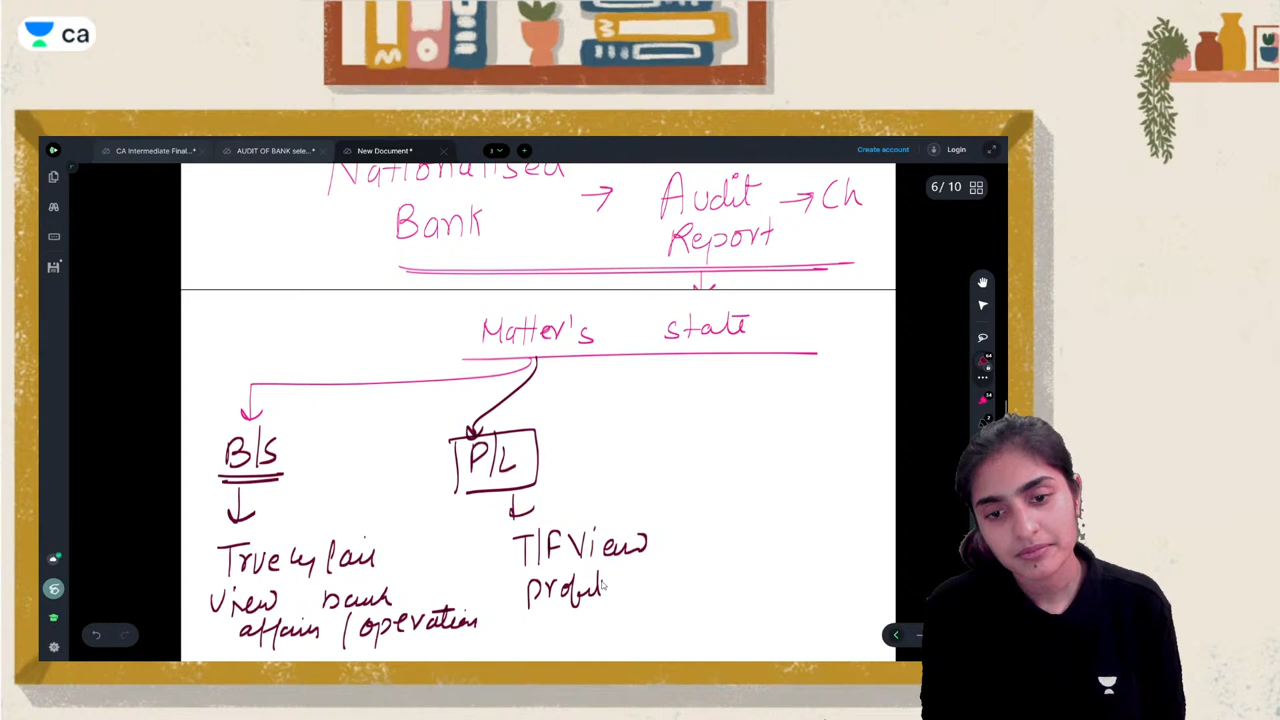 ca
CA Intermediate Final...*
AUDIT OF BANK sele...*
New Document*
1
Create account
Login
6/ 10
Nationalised
Bank → Audit → Ch
Report
Matter's state
B/S
P/L
True & fair
view bank
affairs / operation
T/F View
profit